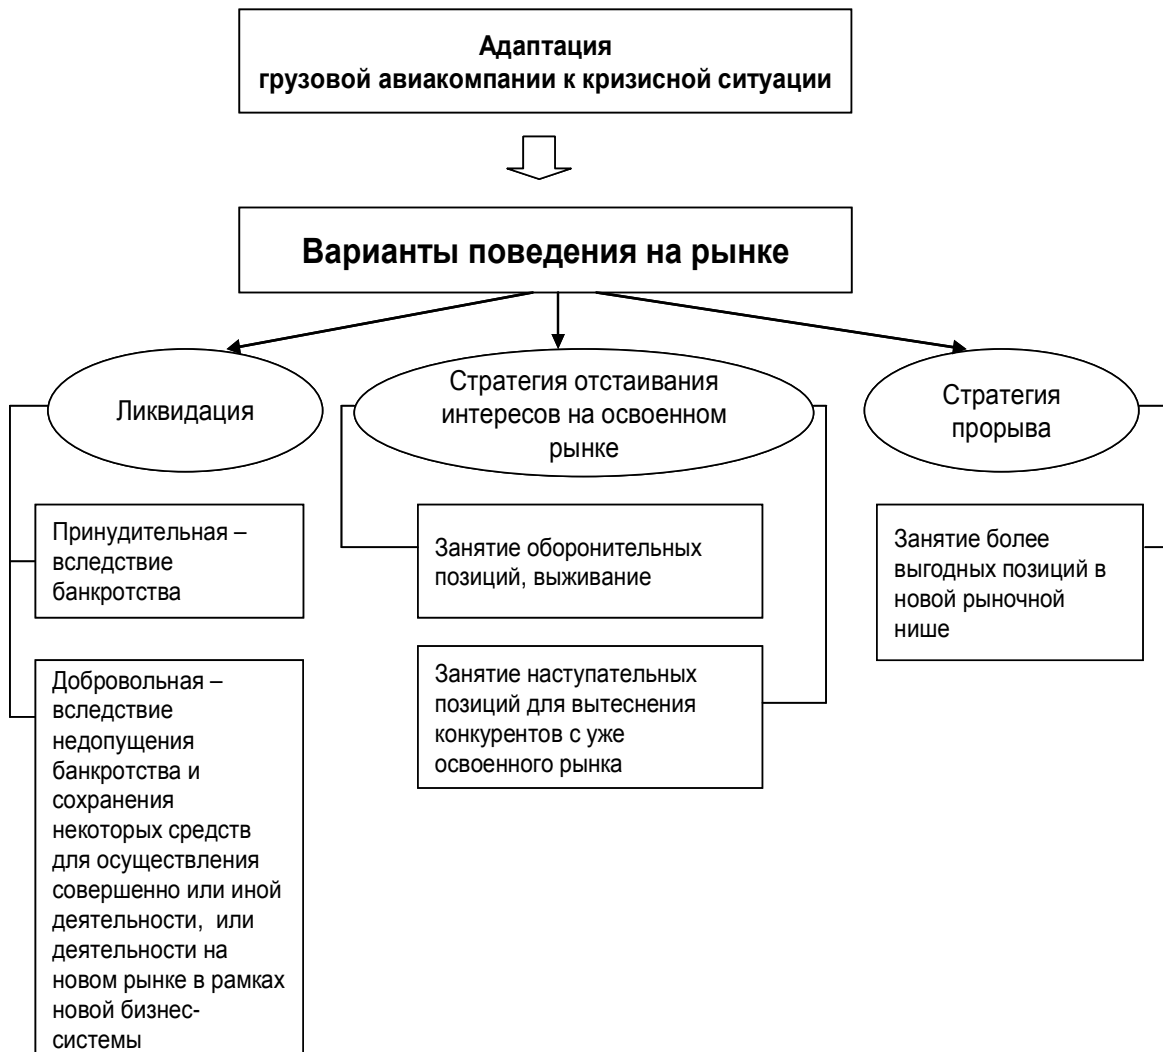 Адаптация
грузовой авиакомпании к кризисной ситуации
Варианты поведения на рынке
Ликвидация
Стратегия отстаивания
интересов на освоенном
рынке
Стратегия
прорыва
Принудительная –
вследствие
банкротства
Занятие оборонительных
позиций, выживание
Занятие более
выгодных позиций в
новой рыночной
нише
Добровольная –
вследствие
недопущения
банкротства и
сохранения
некоторых средств
для осуществления
совершенно или иной
деятельности, или
деятельности на
новом рынке в рамках
новой бизнес-
системы
Занятие наступательных
позиций для вытеснения
конкурентов с уже
освоенного рынка